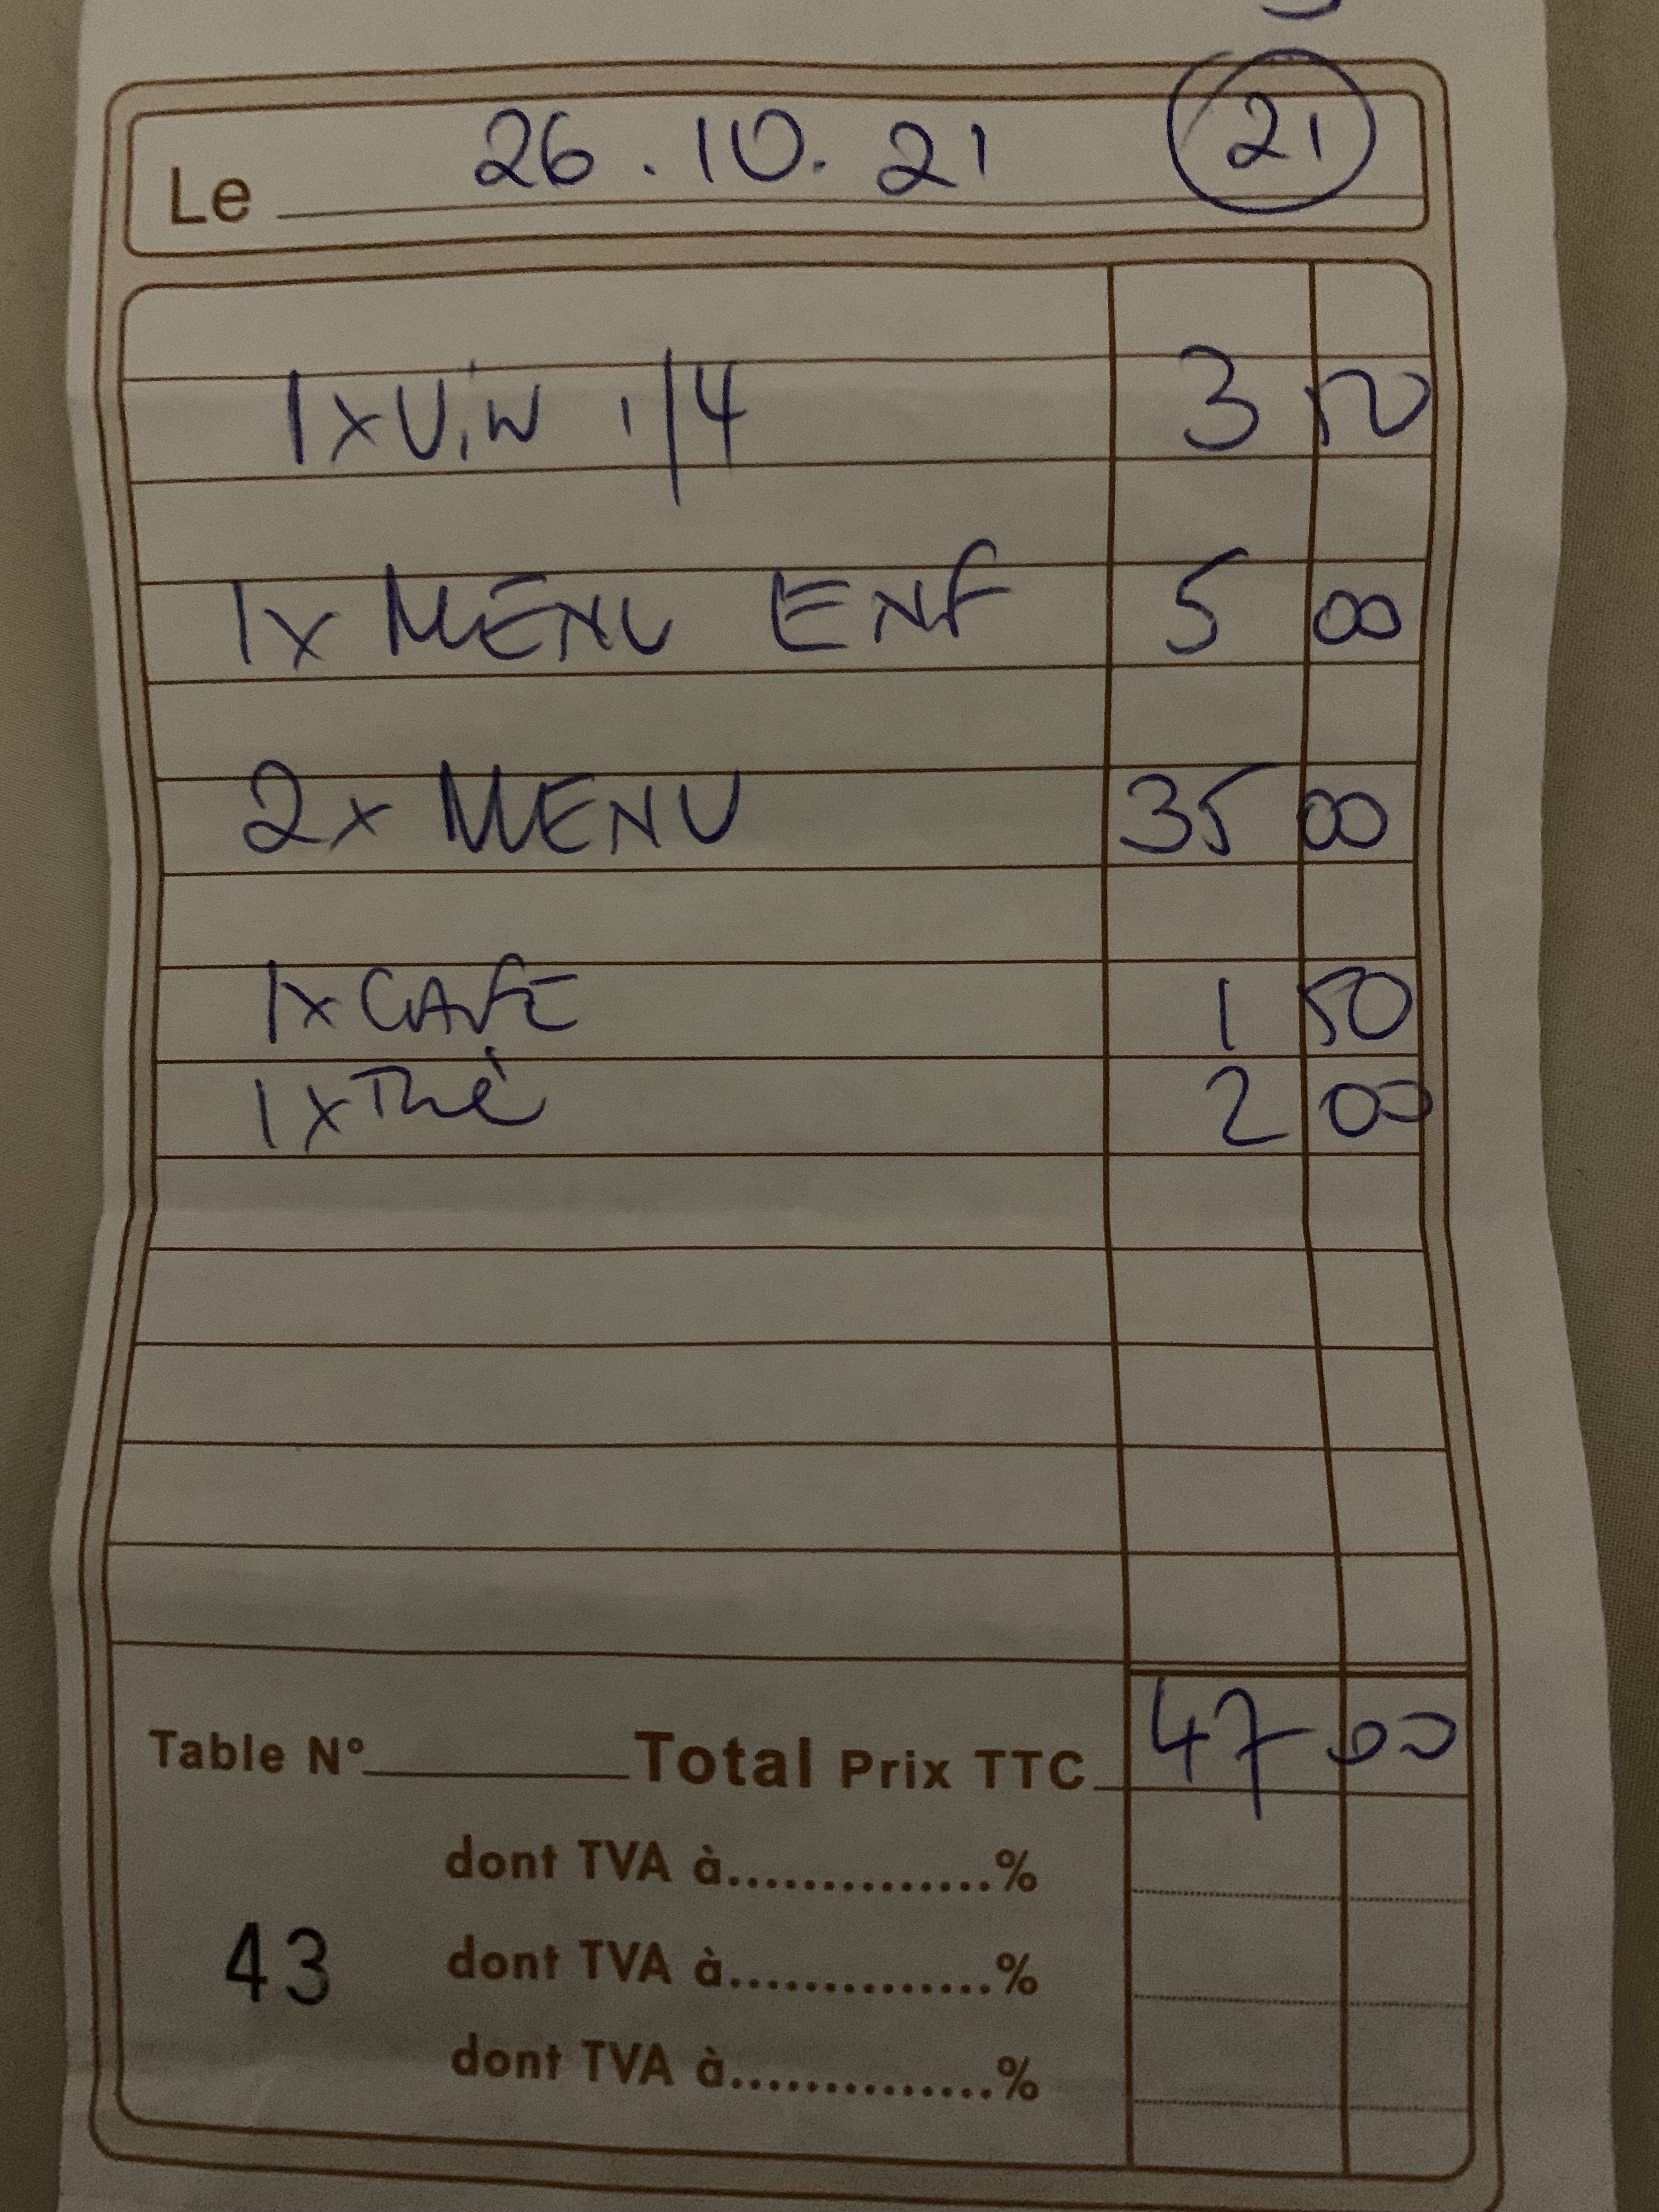 Le 26.10.21 21
1x Vin 1/4 3 50
1x MENU ENF 5 00
2x MENU 35 00
1x CAFE 1 50
1x Thé 2 00
Table N° Total Prix TTC 47 00
dont TVA à..............%
43 dont TVA à..............%
dont TVA à..............%